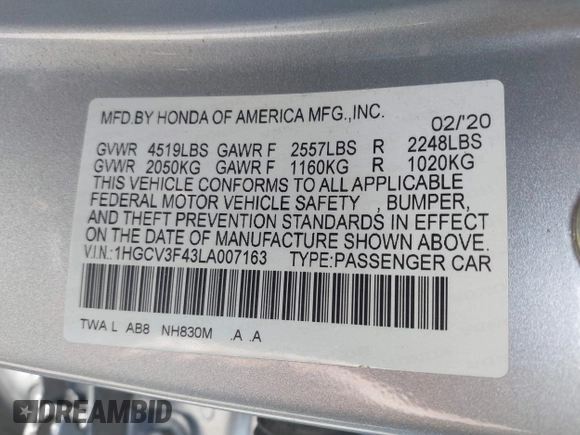 MFD.BY HONDA OF AMERICA MFG.,INC. 02/'20
GVWR 4519LBS GAWR F 2557LBS R 2248LBS
GVWR 2050KG GAWR F 1160KG R 1020KG
THIS VEHICLE CONFORMS TO ALL APPLICABLE
FEDERAL MOTOR VEHICLE SAFETY , BUMPER,
AND THEFT PREVENTION STANDARDS IN EFFECT
ON THE DATE OF MANUFACTURE SHOWN ABOVE.
V.I.N.: 1HGCV3F43LA007163 TYPE:PASSENGER CAR
TWA L AB8 NH830M .A .A
DREAMBID